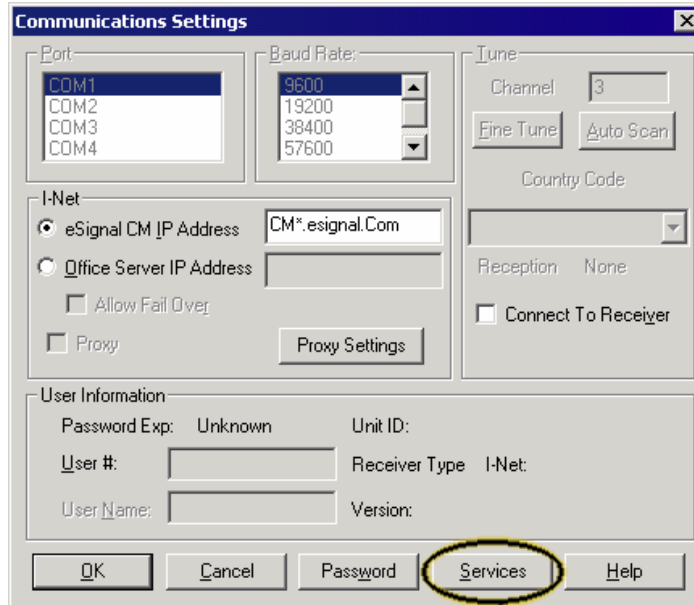 Communications Settings
Port
COM1
COM2
COM3
COM4
Baud Rate:
9600
19200
38400
57600
Tune
Channel 3
Fine Tune Auto Scan
Country Code
Reception None
Connect To Receiver
I-Net
eSignal CM IP Address CM*.esignal.Com
Office Server IP Address
Allow Fail Over
Proxy Proxy Settings
User Information
Password Exp: Unknown Unit ID:
User #: Receiver Type I-Net:
User Name: Version:
OK Cancel Password Services Help